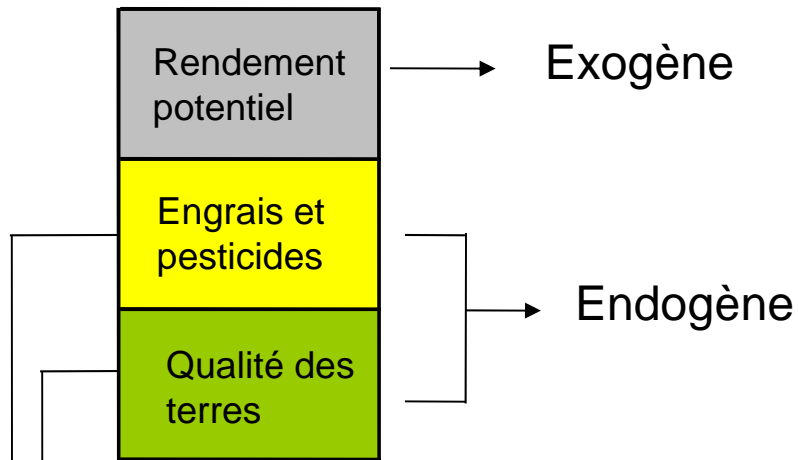 Rendement
potentiel
Exogène
Engrais et
pesticides
Endogène
Qualité des
terres